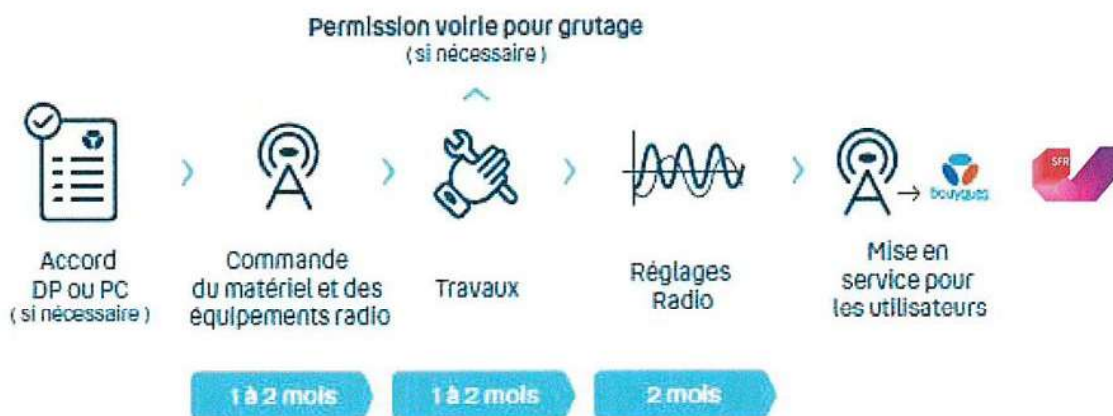 Permission voirie pour grutage
( si nécessaire )
Accord
DP ou PC
( si nécessaire )
Commande
du matériel et des
équipements radio
Travaux
Réglages
Radio
bouygues
SFR
Mise en
service pour
les utilisateurs
1 à 2 mois
1 à 2 mois
2 mois